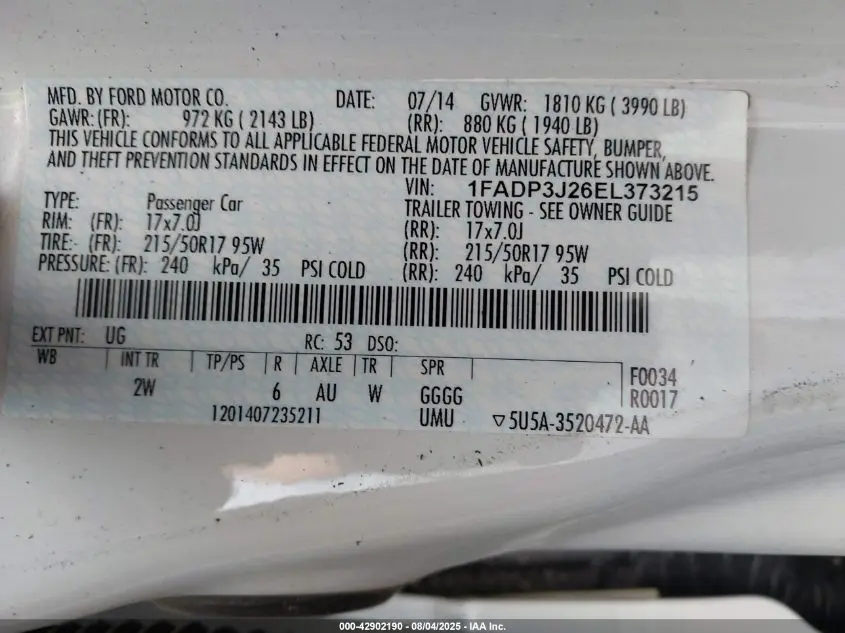 MFD. BY FORD MOTOR CO. DATE: 07/14 GVWR: 1810 KG ( 3990 LB)
GAWR: (FR): 972 KG ( 2143 LB) (RR): 880 KG ( 1940 LB)
THIS VEHICLE CONFORMS TO ALL APPLICABLE FEDERAL MOTOR VEHICLE SAFETY, BUMPER,
AND THEFT PREVENTION STANDARDS IN EFFECT ON THE DATE OF MANUFACTURE SHOWN ABOVE.
VIN: 1FADP3J26EL373215
TYPE: Passenger Car TRAILER TOWING - SEE OWNER GUIDE
RIM: (FR): 17x7.0J (RR): 17x7.0J
TIRE: (FR): 215/50R17 95W (RR): 215/50R17 95W
PRESSURE: (FR): 240 kPa/ 35 PSI COLD (RR): 240 kPa/ 35 PSI COLD
EXT PNT: UG RC: 53 DSO:
WB INT TR TP/PS R AXLE TR SPR F0034
2W 6 AU W GGGG R0017
1201407235211 UMU ▽5U5A-3520472-AA
000-42902190 - 08/04/2025 - IAA Inc.